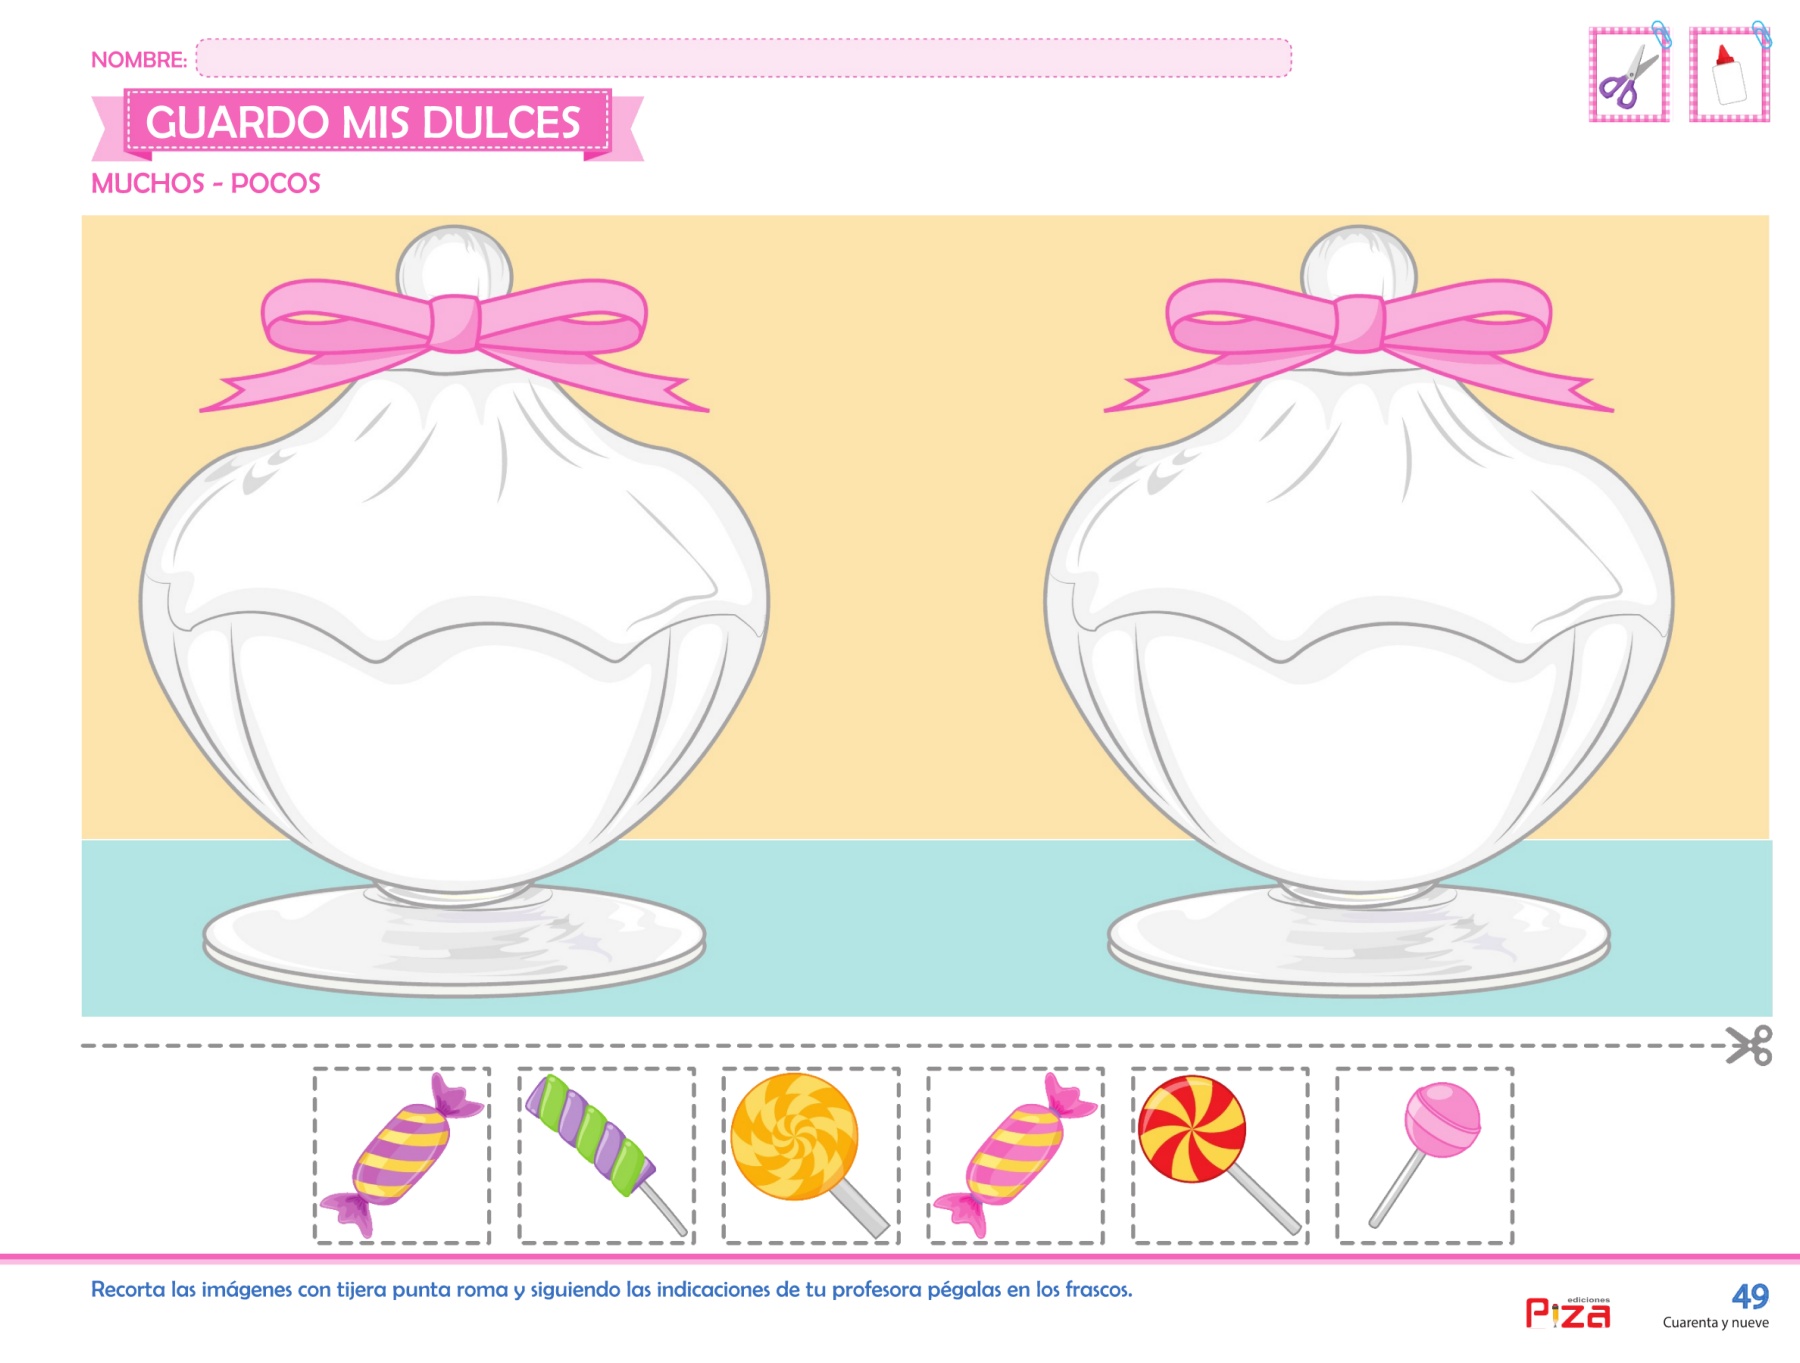 NOMBRE:
GUARDO MIS DULCES
MUCHOS - POCOS
Recorta las imágenes con tijera punta roma y siguiendo las indicaciones de tu profesora pégalas en los frascos.
ediciones
Piza
49
Cuarenta y nueve